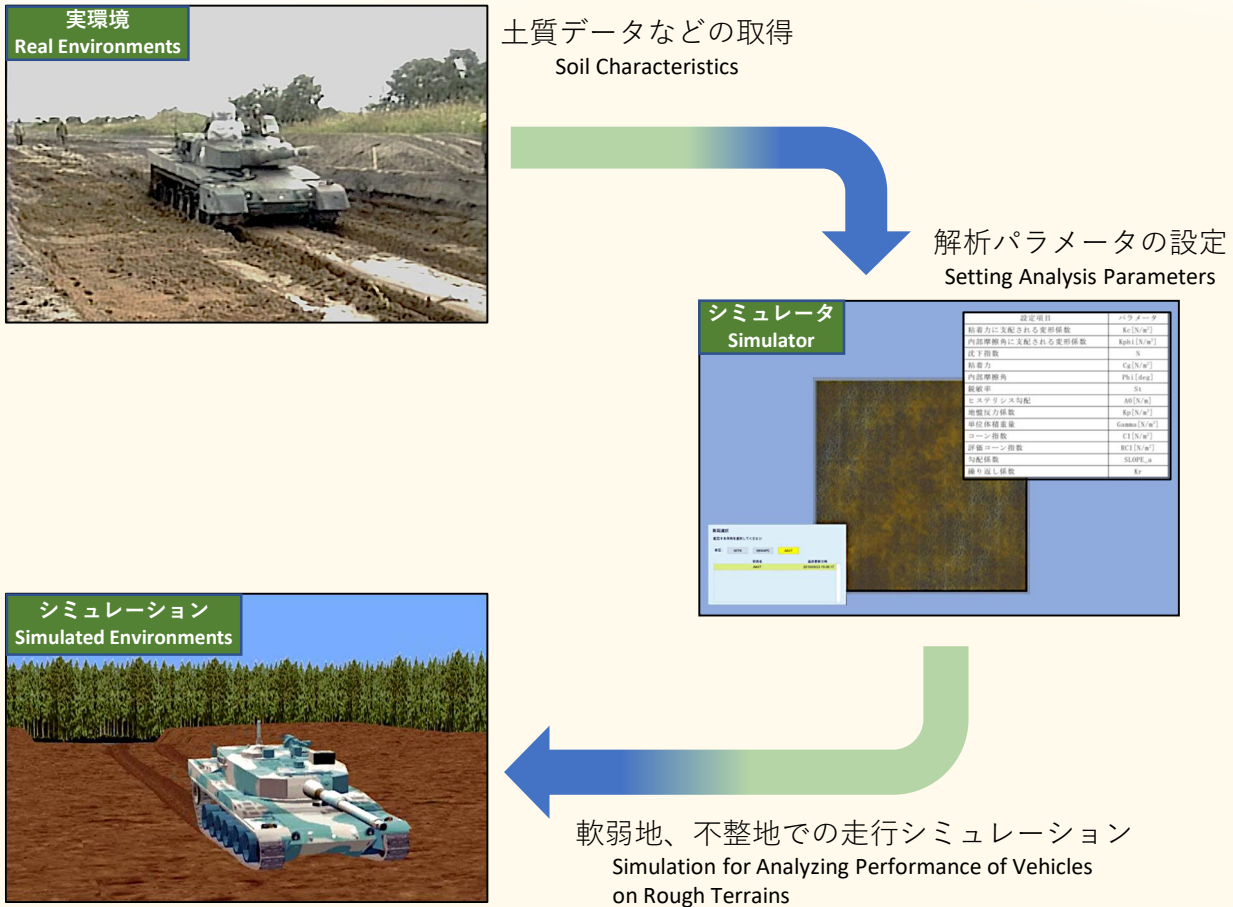 実環境
Real Environments
土質データなどの取得
Soil Characteristics
解析パラメータの設定
Setting Analysis Parameters
シミュレータ
Simulator
設定項目 パラメータ
粘着力に支配される変形係数 Kc[N/m²]
内部摩擦角に支配される変形係数 Kphi[N/m³]
沈下指数 N
粘着力 Cg[N/m²]
内部摩擦角 Phi[deg]
鋭敏率 St
ヒステリシス勾配 A0[N/m]
地盤反力係数 Kp[N/m³]
単位体積重量 Gamma[N/m³]
コーン指数 CI[N/m²]
評価コーン指数 RCI[N/m²]
勾配係数 SLOPE_a
繰り返し係数 Kr
車両選択
シミュレーション
Simulated Environments
軟弱地、不整地での走行シミュレーション
Simulation for Analyzing Performance of Vehicles
on Rough Terrains